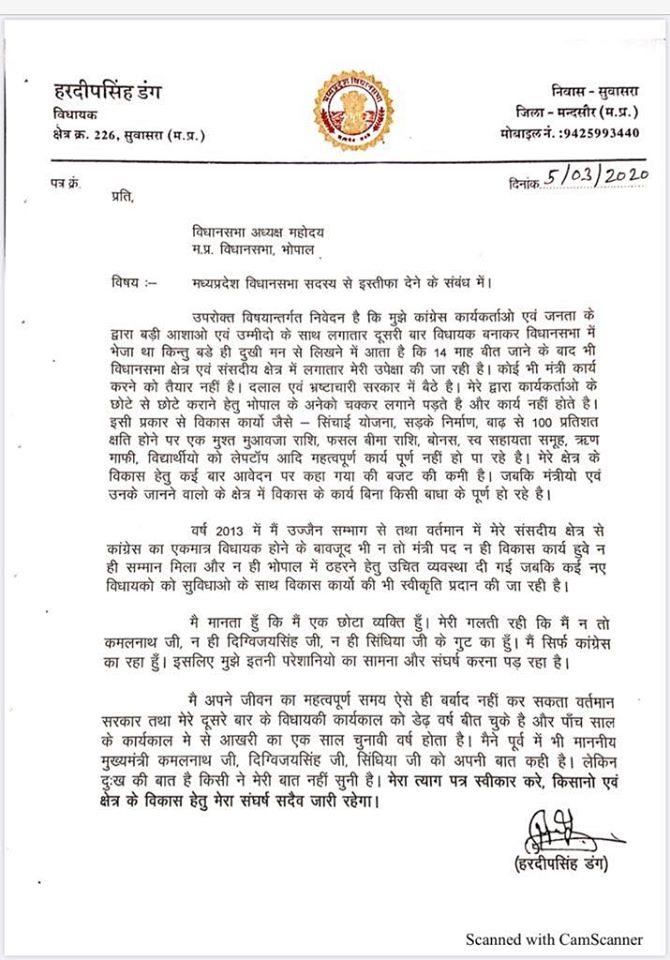 हरदीपसिंह डंग
विधायक
क्षेत्र क्र. 226, सुवासरा (म.प्र.)
मध्यप्रदेश विधानसभा
निवास - सुवासरा
जिला - मन्दसौर (म.प्र.)
मोबाइल नं. :9425993440
पत्र क्रं.
दिनांक 5/03/2020
प्रति,
विधानसभा अध्यक्ष महोदय
म.प्र. विधानसभा, भोपाल
विषय :– मध्यप्रदेश विधानसभा सदस्य से इस्तीफा देने के संबंध में।
उपरोक्त विषयान्तर्गत निवेदन है कि मुझे कांग्रेस कार्यकर्ताओ एवं जनता के
द्वारा बड़ी आशाओ एवं उम्मीदो के साथ लगातार दूसरी बार विधायक बनाकर विधानसभा में
भेजा था किन्तु बडे ही दुखी मन से लिखने में आता है कि 14 माह बीत जाने के बाद भी
विधानसभा क्षेत्र एवं संसदीय क्षेत्र में लगातार मेरी उपेक्षा की जा रही है। कोई भी मंत्री कार्य
करने को तैयार नहीं है। दलाल एवं भ्रष्टाचारी सरकार में बैठे है। मेरे द्वारा कार्यकर्ताओ के
छोटे से छोटे कराने हेतु भोपाल के अनेको चक्कर लगाने पड़ते है और कार्य नहीं होते है।
इसी प्रकार से विकास कार्यो जैसे – सिंचाई योजना, सड़के निर्माण, बाढ़ से 100 प्रतिशत
क्षति होने पर एक मुश्त मुआवजा राशि, फसल बीमा राशि, बोनस, स्व सहायता समूह, ऋण
माफी, विद्यार्थीयो को लेपटॉप आदि महत्वपूर्ण कार्य पूर्ण नहीं हो पा रहे है। मेरे क्षेत्र के
विकास हेतु कई बार आवेदन पर कहा गया की बजट की कमी है। जबकि मंत्रीयो एवं
उनके जानने वालो के क्षेत्र में विकास के कार्य बिना किसी बाधा के पूर्ण हो रहे है।
वर्ष 2013 में मैं उज्जैन सम्भाग से तथा वर्तमान में मेरे संसदीय क्षेत्र से
कांग्रेस का एकमात्र विधायक होने के बावजूद भी न तो मंत्री पद न ही विकास कार्य हुवे न
ही सम्मान मिला और न ही भोपाल में ठहरने हेतु उचित व्यवस्था दी गई जबकि कई नए
विधायको को सुविधाओ के साथ विकास कार्यो की भी स्वीकृति प्रदान की जा रही है।
मै मानता हुँ कि मैं एक छोटा व्यक्ति हुँ। मेरी गलती रही कि मैं न तो
कमलनाथ जी, न ही दिग्विजयसिंह जी, न ही सिंधिया जी के गुट का हुँ। मैं सिर्फ कांग्रेस
का रहा हुँ। इसलिए मुझे इतनी परेशानियो का सामना और संघर्ष करना पड़ रहा है।
मै अपने जीवन का महत्वपूर्ण समय ऐसे ही बर्बाद नहीं कर सकता वर्तमान
सरकार तथा मेरे दूसरे बार के विधायकी कार्यकाल को डेढ़ वर्ष बीत चुके है और पाँच साल
के कार्यकाल मे से आखरी का एक साल चुनावी वर्ष होता है। मैने पूर्व में भी माननीय
मुख्यमंत्री कमलनाथ जी, दिग्विजयसिंह जी, सिंधिया जी को अपनी बात कही है। लेकिन
दुःख की बात है किसी ने मेरी बात नहीं सुनी है। मेरा त्याग पत्र स्वीकार करे, किसानो एवं
क्षेत्र के विकास हेतु मेरा संघर्ष सदैव जारी रहेगा।
(हरदीपसिंह डंग)
Scanned with CamScanner